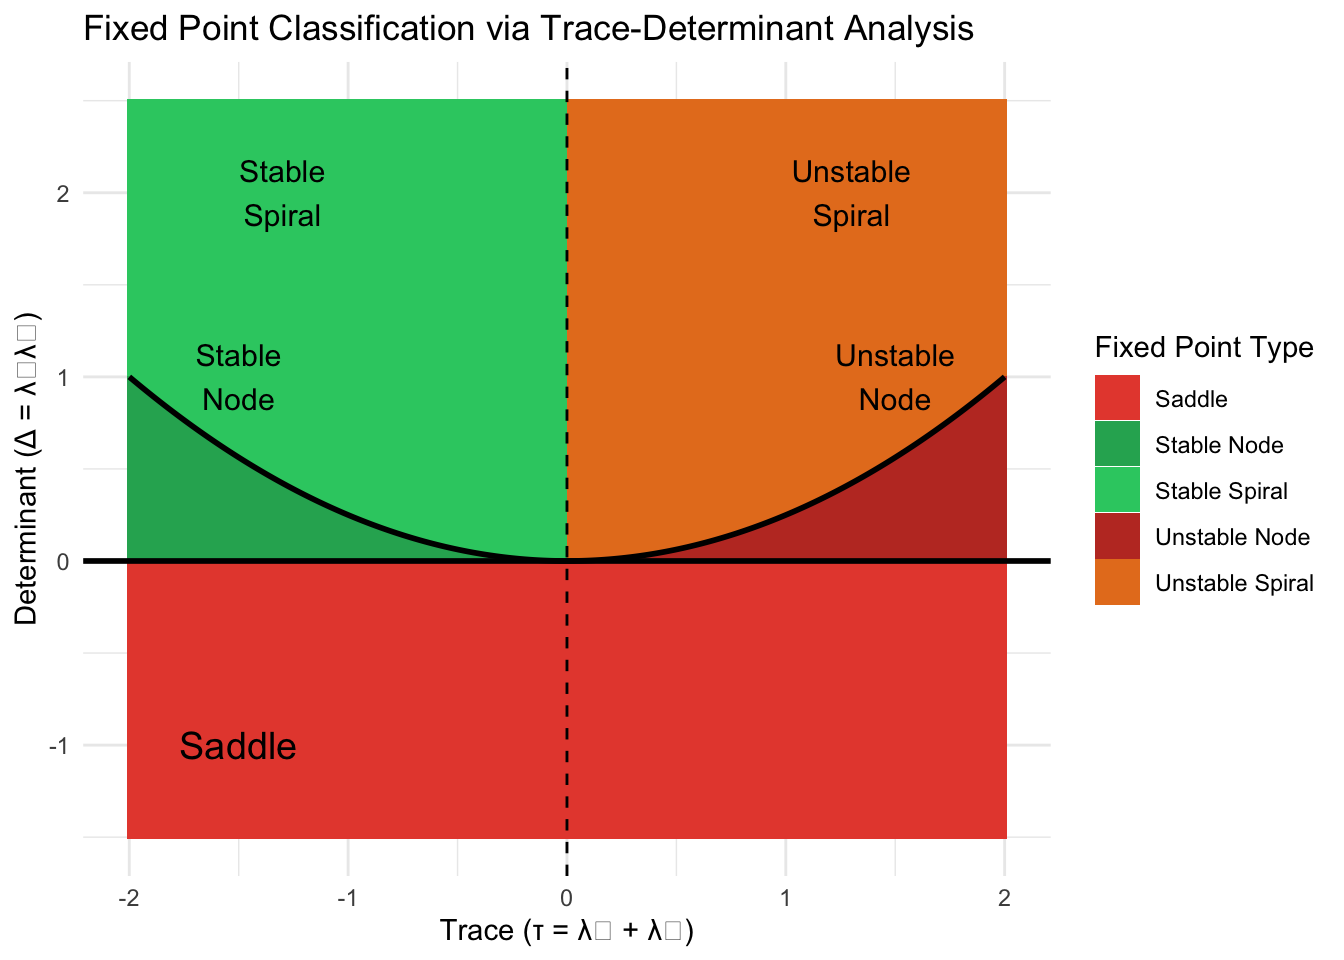 Fixed Point Classification via Trace-Determinant Analysis
Stable
Spiral
Unstable
Spiral
Stable
Node
Unstable
Node
Saddle
2
1
0
-1
-2
-1
0
1
2
Determinant (Δ = λ□λ□)
Trace (τ = λ□ + λ□)
Fixed Point Type
Saddle
Stable Node
Stable Spiral
Unstable Node
Unstable Spiral